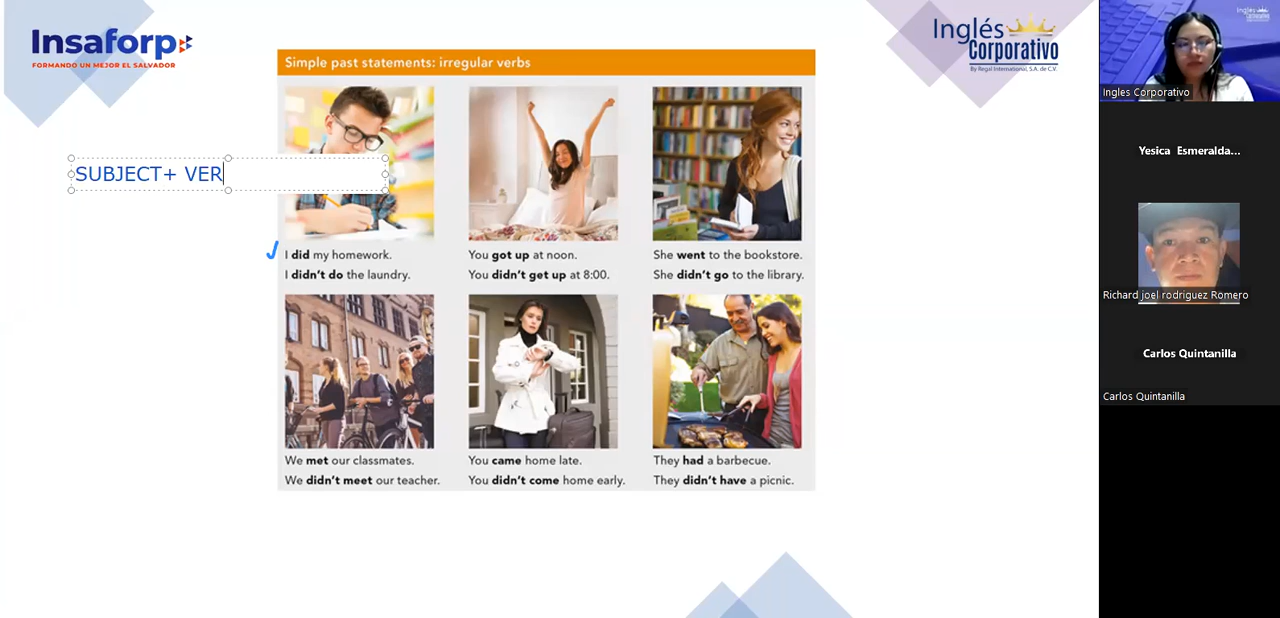 Insaforp
FORMANDO UN MEJOR EL SALVADOR
Inglés
Corporativo
By Regal International, S.A. de C.V.
Simple past statements: irregular verbs
SUBJECT+ VER
I did my homework.
I didn't do the laundry.
You got up at noon.
You didn't get up at 8:00.
She went to the bookstore.
She didn't go to the library.
We met our classmates.
We didn't meet our teacher.
You came home late.
You didn't come home early.
They had a barbecue.
They didn't have a picnic.
Inglés
Corporativo
Ingles Corporativo
Yesica Esmeralda...
Richard joel rodriguez Romero
Carlos Quintanilla
Carlos Quintanilla